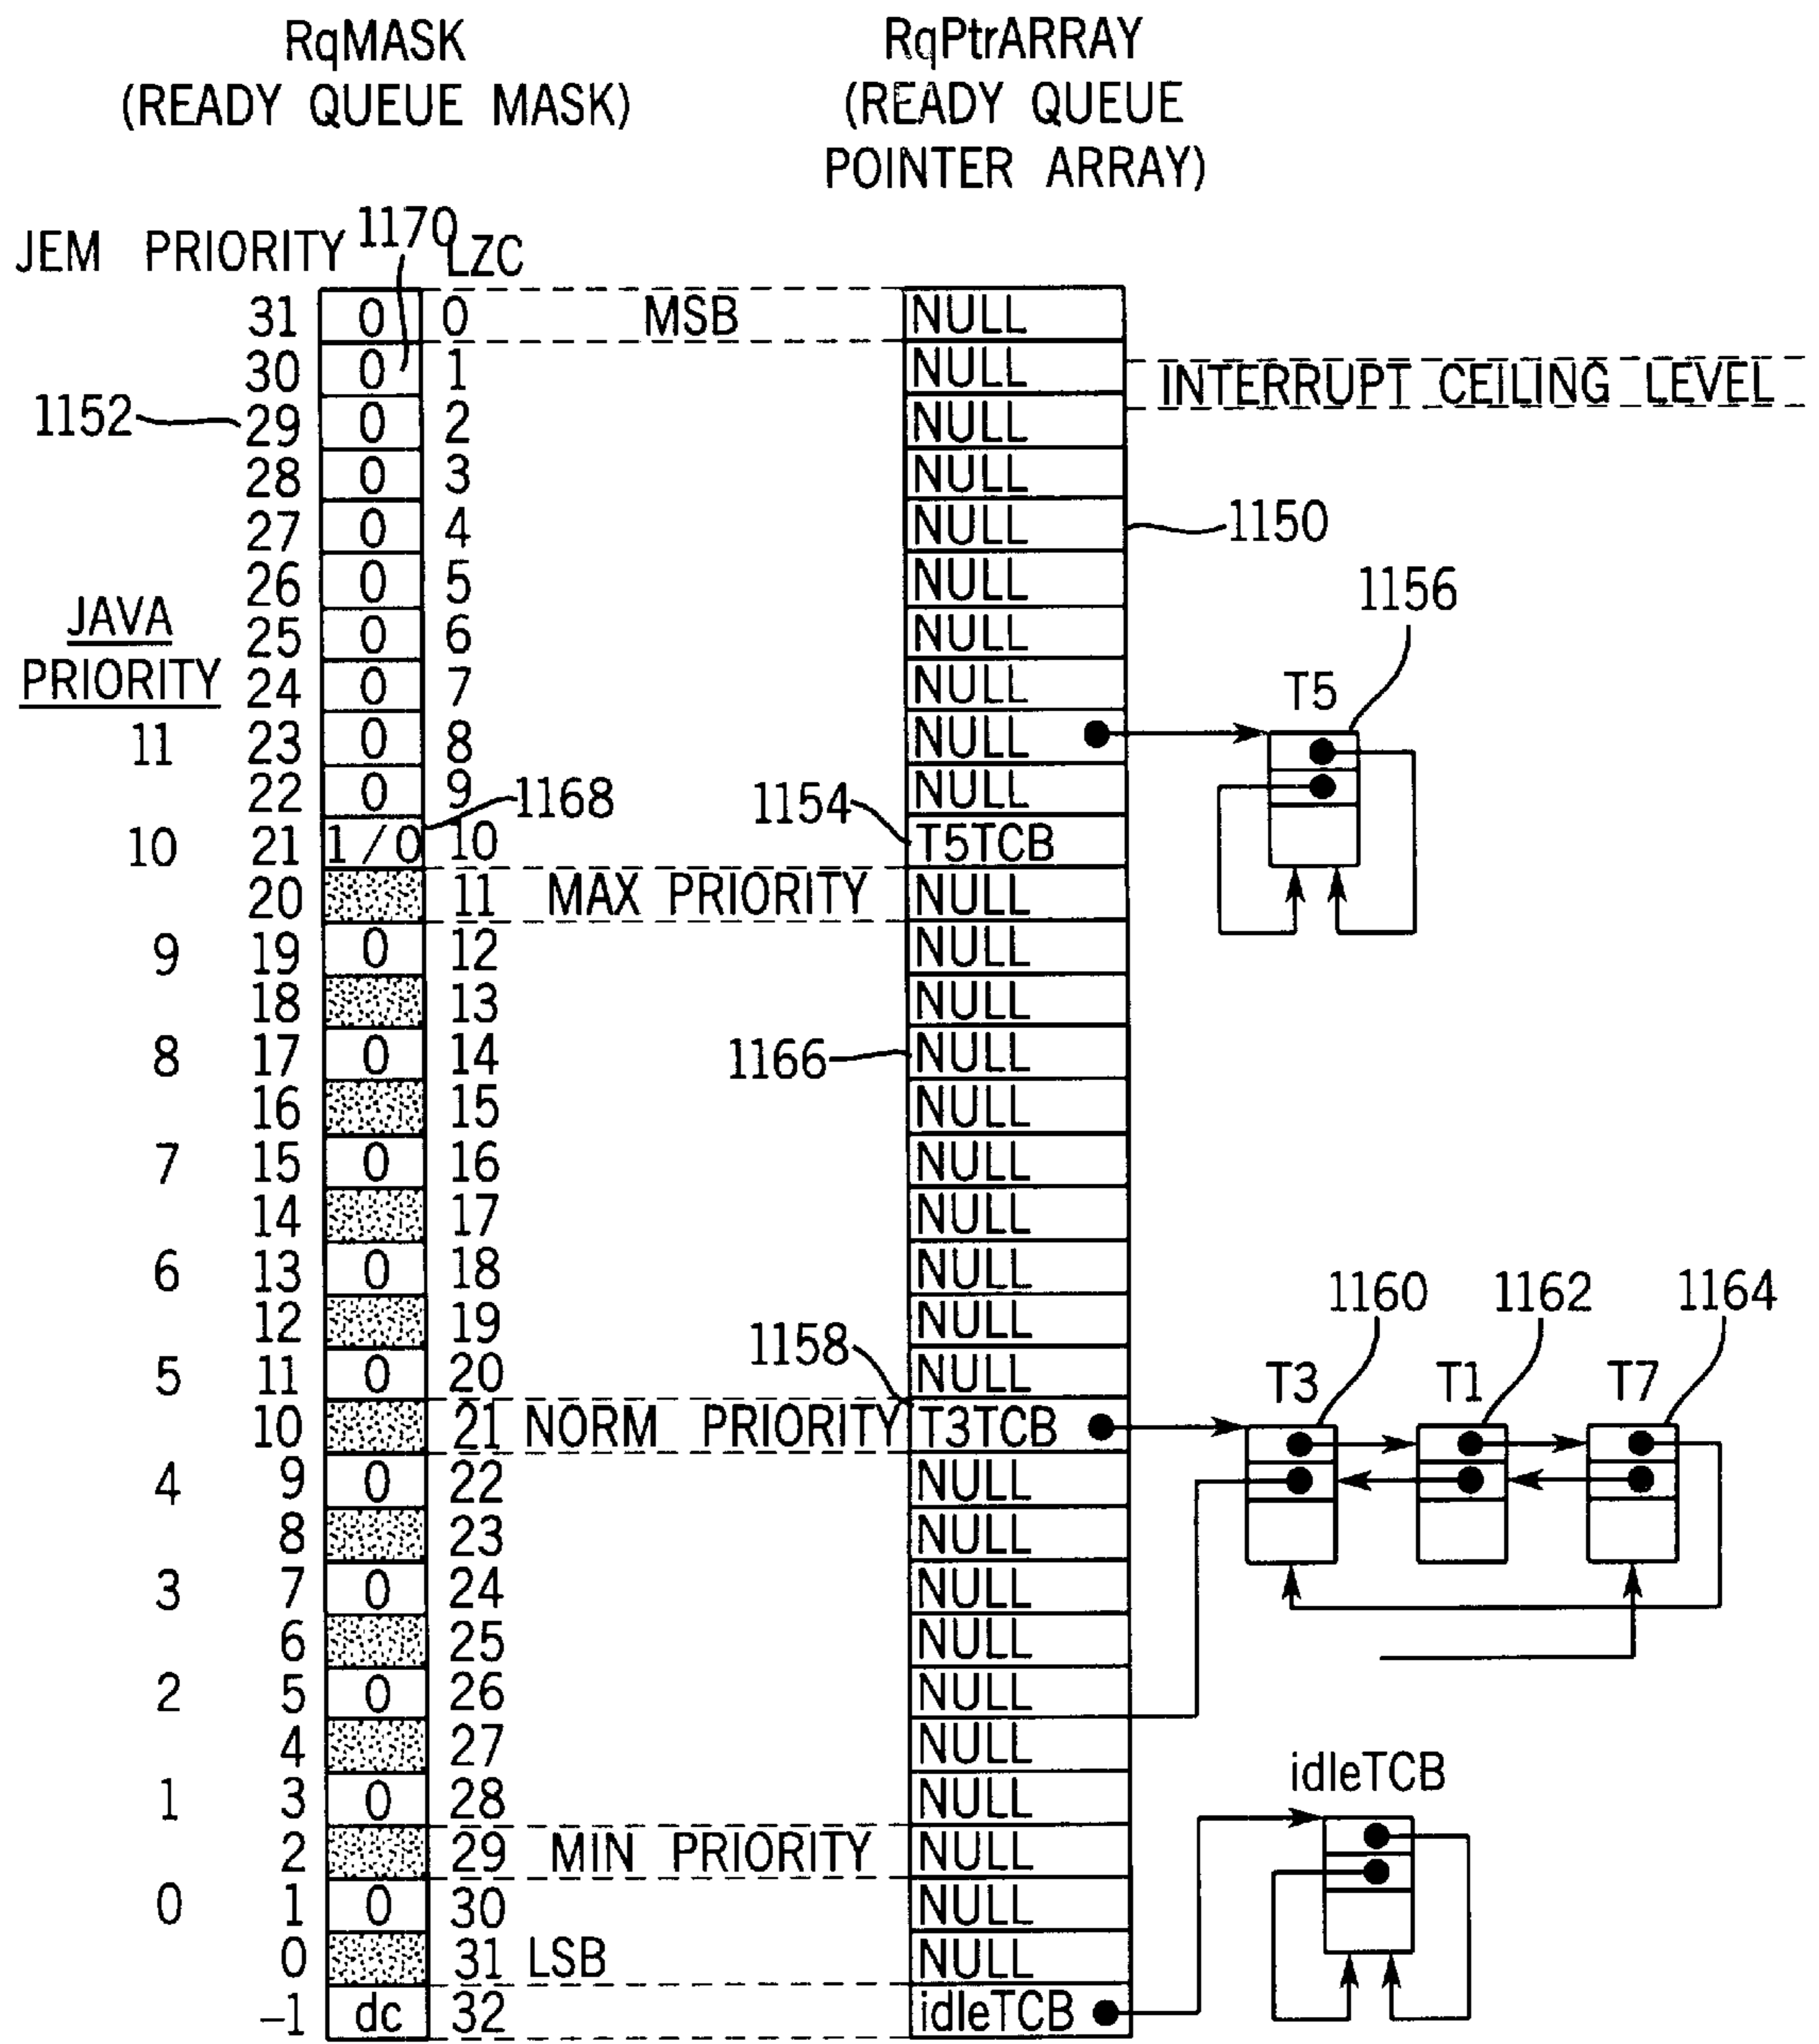 RqMASK
(READY QUEUE MASK)
RqPtrARRAY
(READY QUEUE
POINTER ARRAY)
JEM PRIORITY 1170 LZC
31 0 0 MSB NULL
30 0 1 NULL
INTERRUPT CEILING LEVEL
1152 29 0 2 NULL
28 0 3 NULL
27 0 4 NULL 1150
26 0 5 NULL
1156
JAVA
PRIORITY
25 0 6 NULL
24 0 7 NULL T5
11 23 0 8 NULL
22 0 9 NULL
1168 1154
10 21 1/0 10 T5TCB
20 11 MAX PRIORITY NULL
9 19 0 12 NULL
18 13 NULL
8 17 0 14 1166 NULL
16 15 NULL
7 15 0 16 NULL
14 17 NULL
6 13 0 18 NULL
1160 1162 1164
12 19 NULL
1158
5 11 0 20 NULL T3 T1 T7
10 21 NORM PRIORITY T3TCB
4 9 0 22 NULL
8 23 NULL
3 7 0 24 NULL
6 25 NULL
2 5 0 26 NULL
4 27 NULL
idleTCB
1 3 0 28 NULL
2 29 MIN PRIORITY NULL
0 1 0 30 NULL
0 31 LSB NULL
-1 dc 32 idleTCB